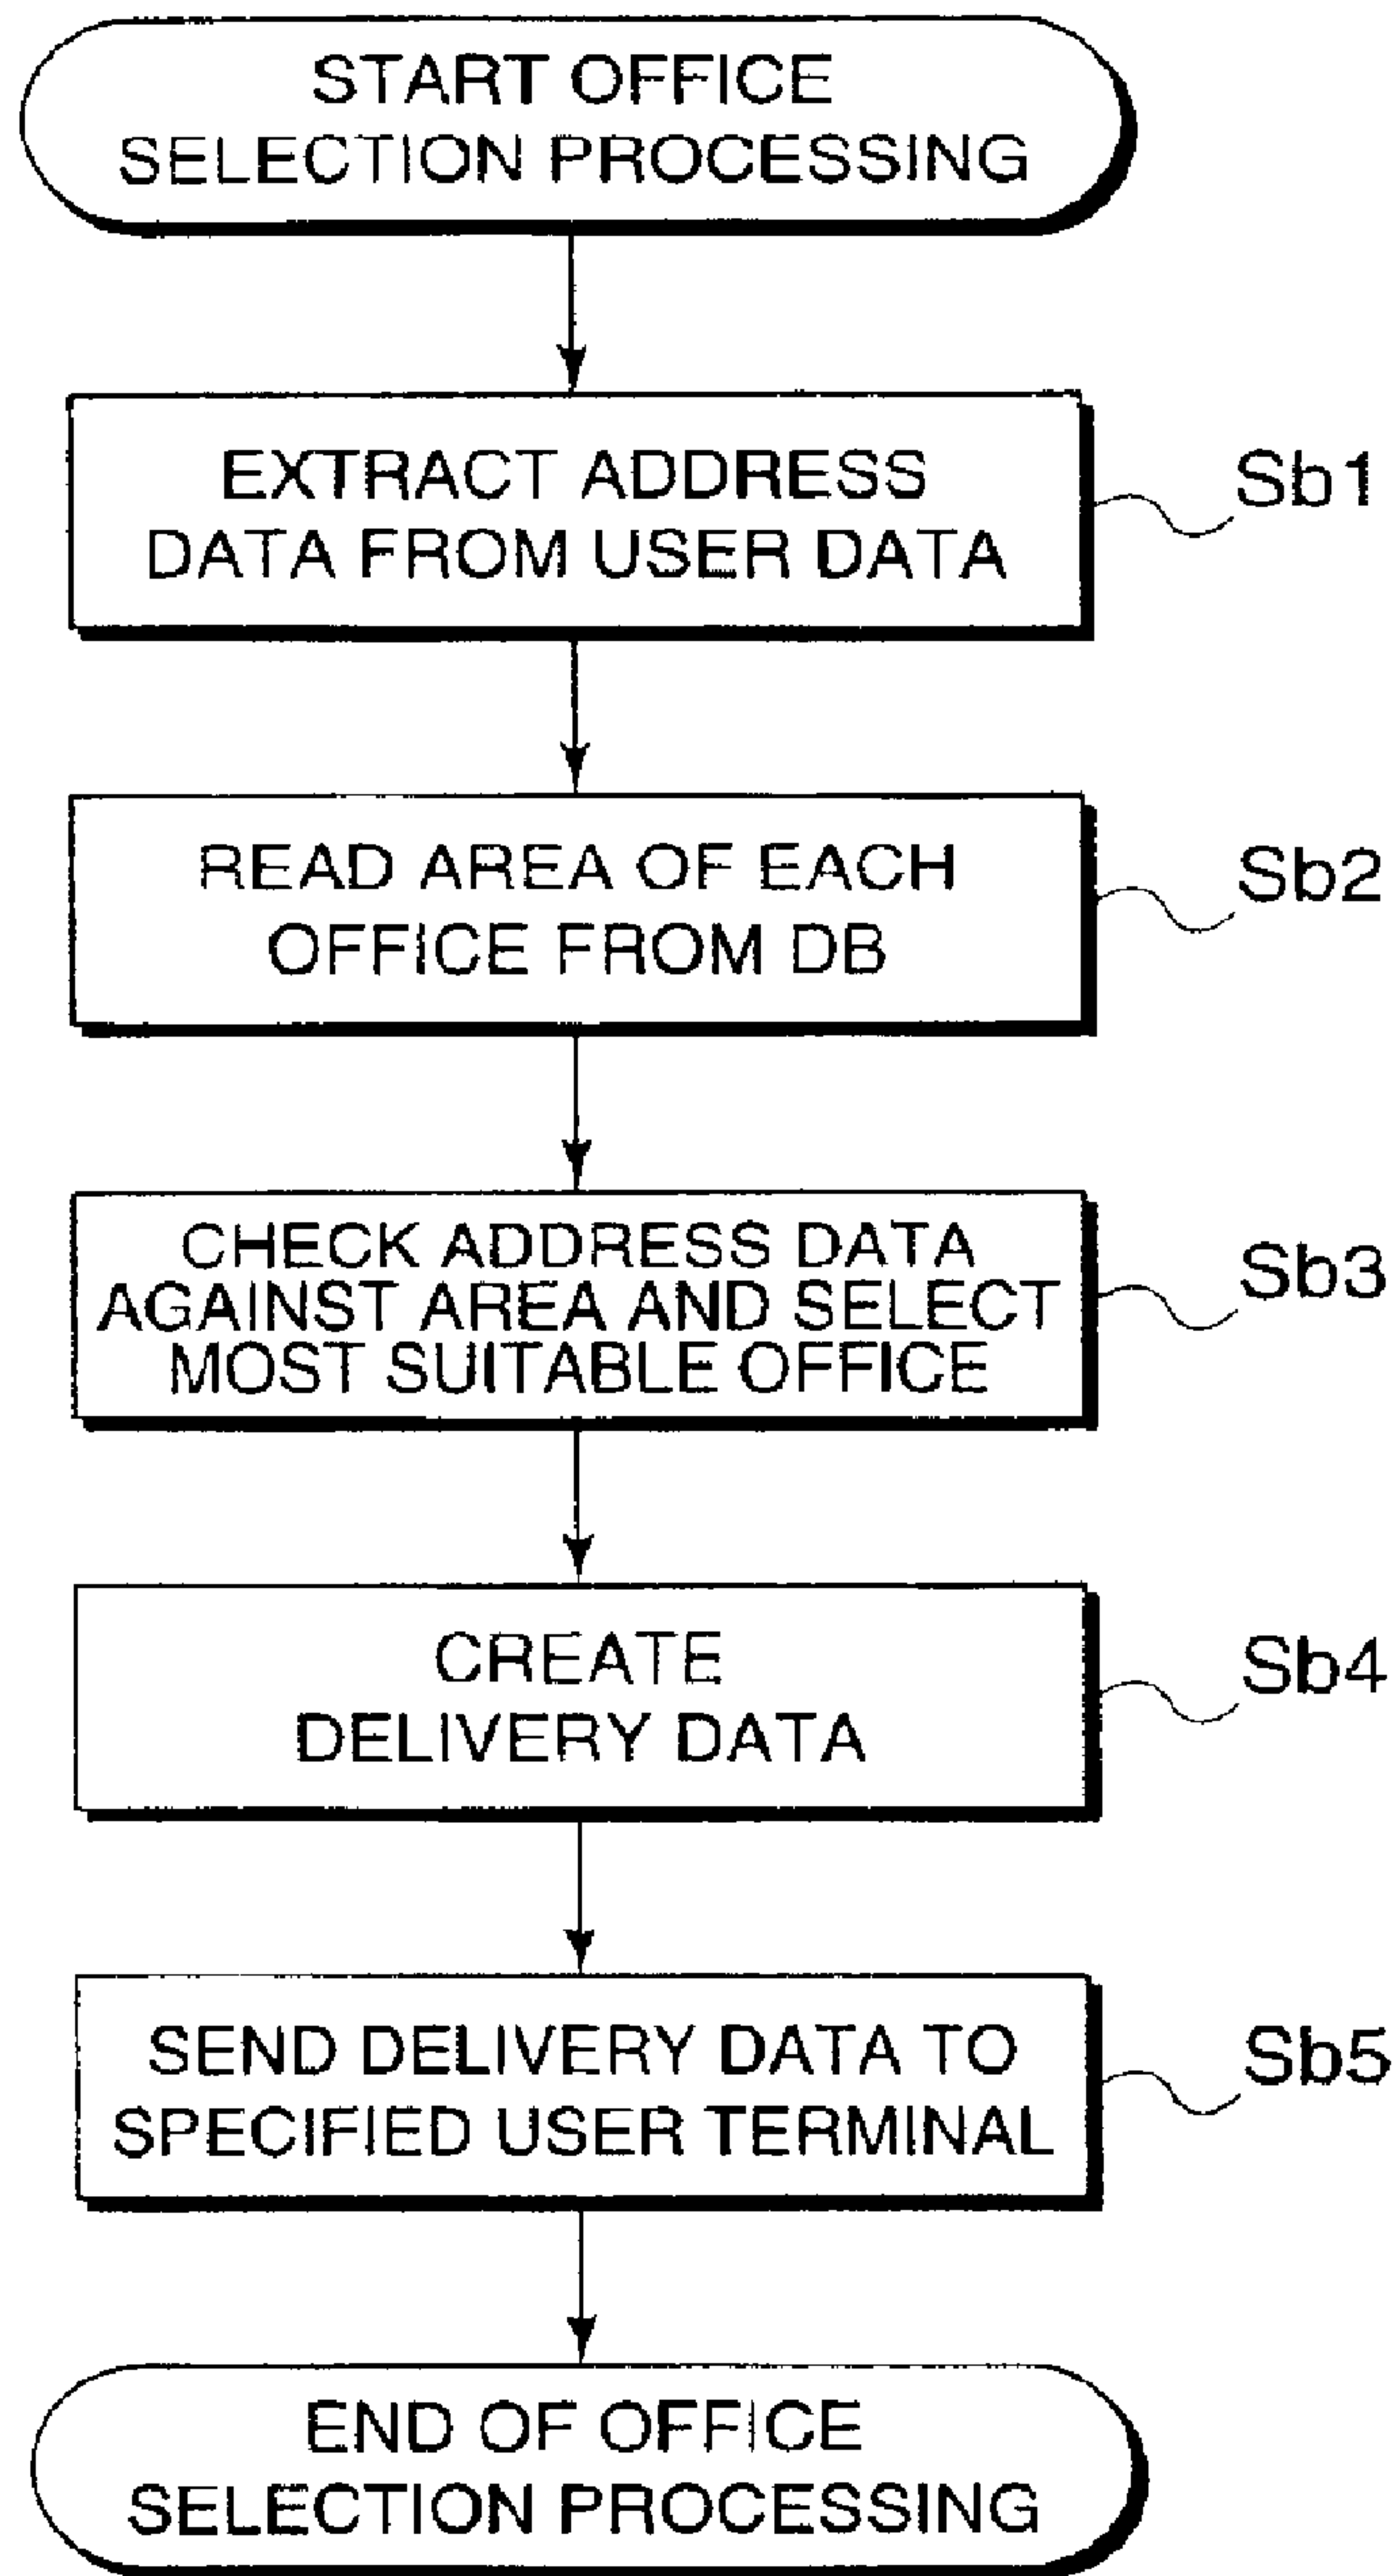 START OFFICE
SELECTION PROCESSING
EXTRACT ADDRESS
DATA FROM USER DATA
Sb1
READ AREA OF EACH
OFFICE FROM DB
Sb2
CHECK ADDRESS DATA
AGAINST AREA AND SELECT
MOST SUITABLE OFFICE
Sb3
CREATE
DELIVERY DATA
Sb4
SEND DELIVERY DATA TO
SPECIFIED USER TERMINAL
Sb5
END OF OFFICE
SELECTION PROCESSING